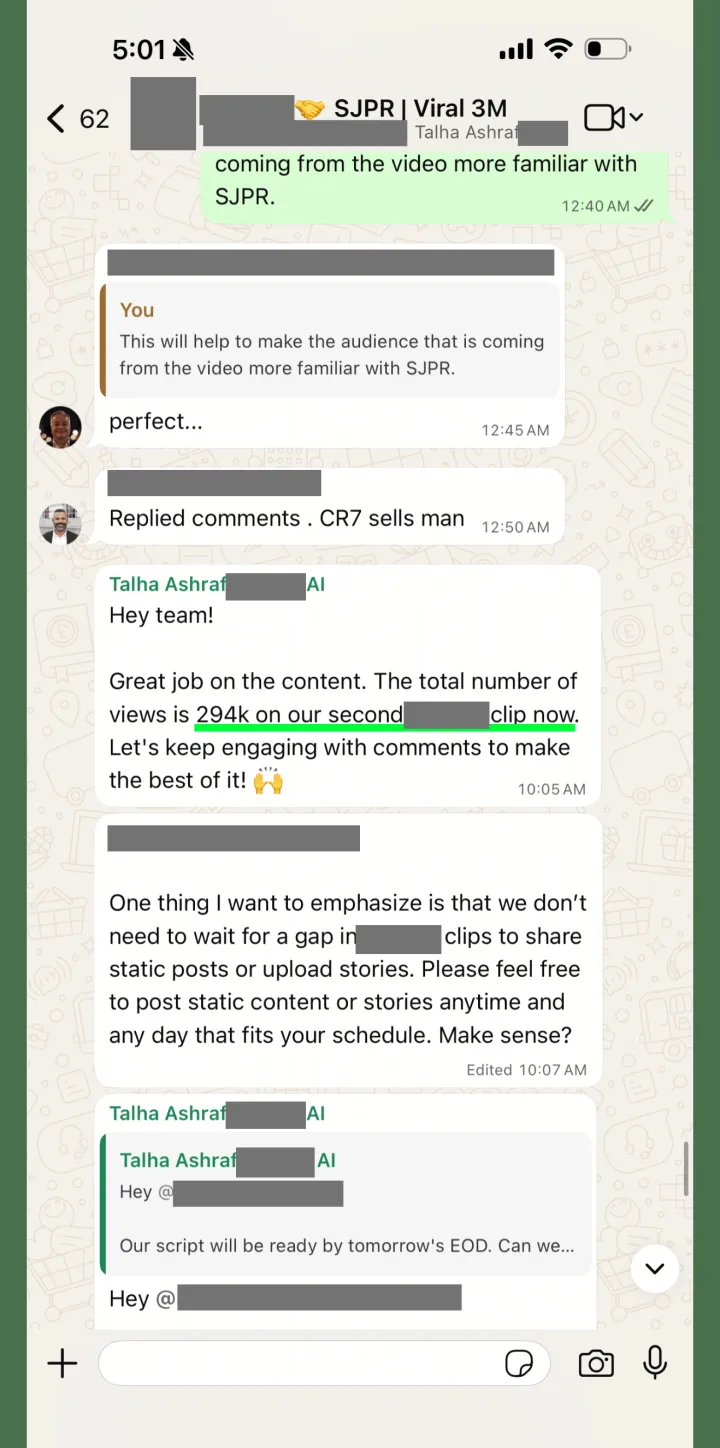 5:01
62
🤝 SJPR | Viral 3M
Talha Ashraf
coming from the video more familiar with
SJPR.
12:40 AM
You
This will help to make the audience that is coming
from the video more familiar with SJPR.
perfect...
12:45 AM
Replied comments . CR7 sells man
12:50 AM
Talha Ashraf AI
Hey team!
Great job on the content. The total number of
views is 294k on our second clip now.
Let's keep engaging with comments to make
the best of it! 🙌
10:05 AM
One thing I want to emphasize is that we don’t
need to wait for a gap in clips to share
static posts or upload stories. Please feel free
to post static content or stories anytime and
any day that fits your schedule. Make sense?
Edited 10:07 AM
Talha Ashraf AI
Talha Ashraf AI
Hey @
Our script will be ready by tomorrow's EOD. Can we...
Hey @